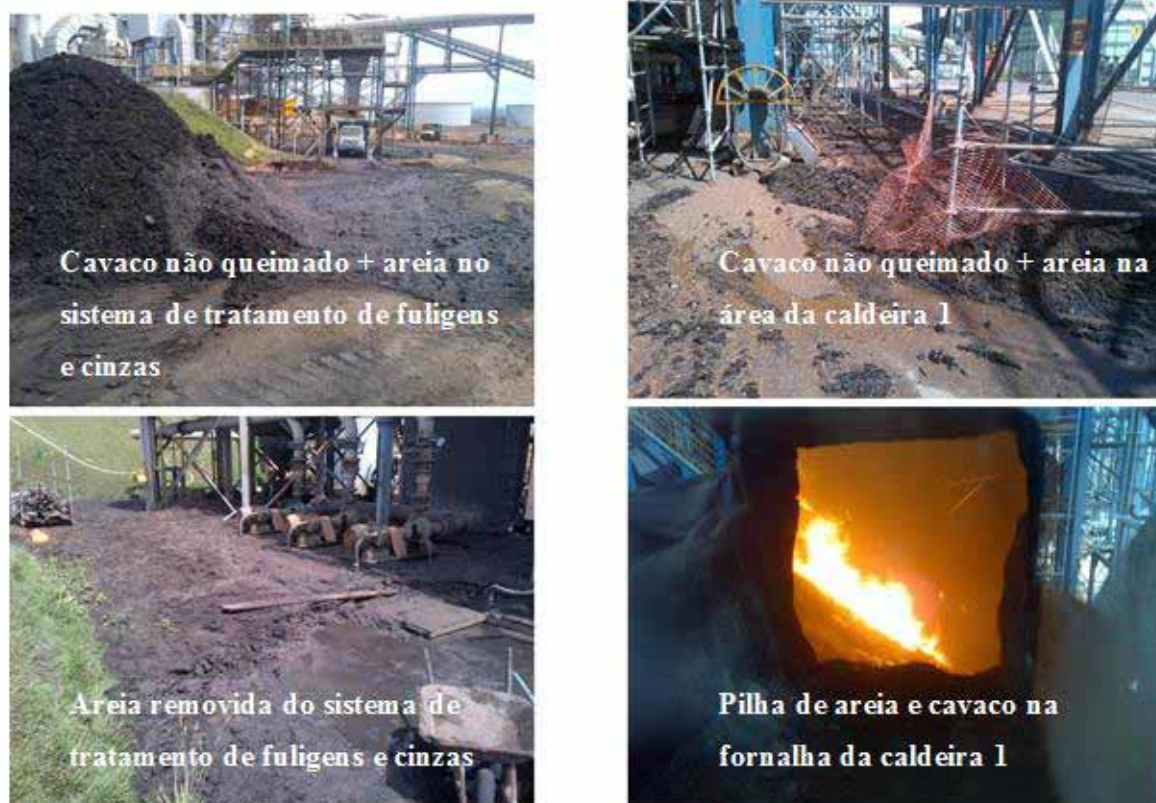 Cavaco não queimado + areia no
sistema de tratamento de fuligens
e cinzas
Cavaco não queimado + areia na
área da caldeira 1
Areia removida do sistema de
tratamento de fuligens e cinzas
Pilha de areia e cavaco na
fornalha da caldeira 1